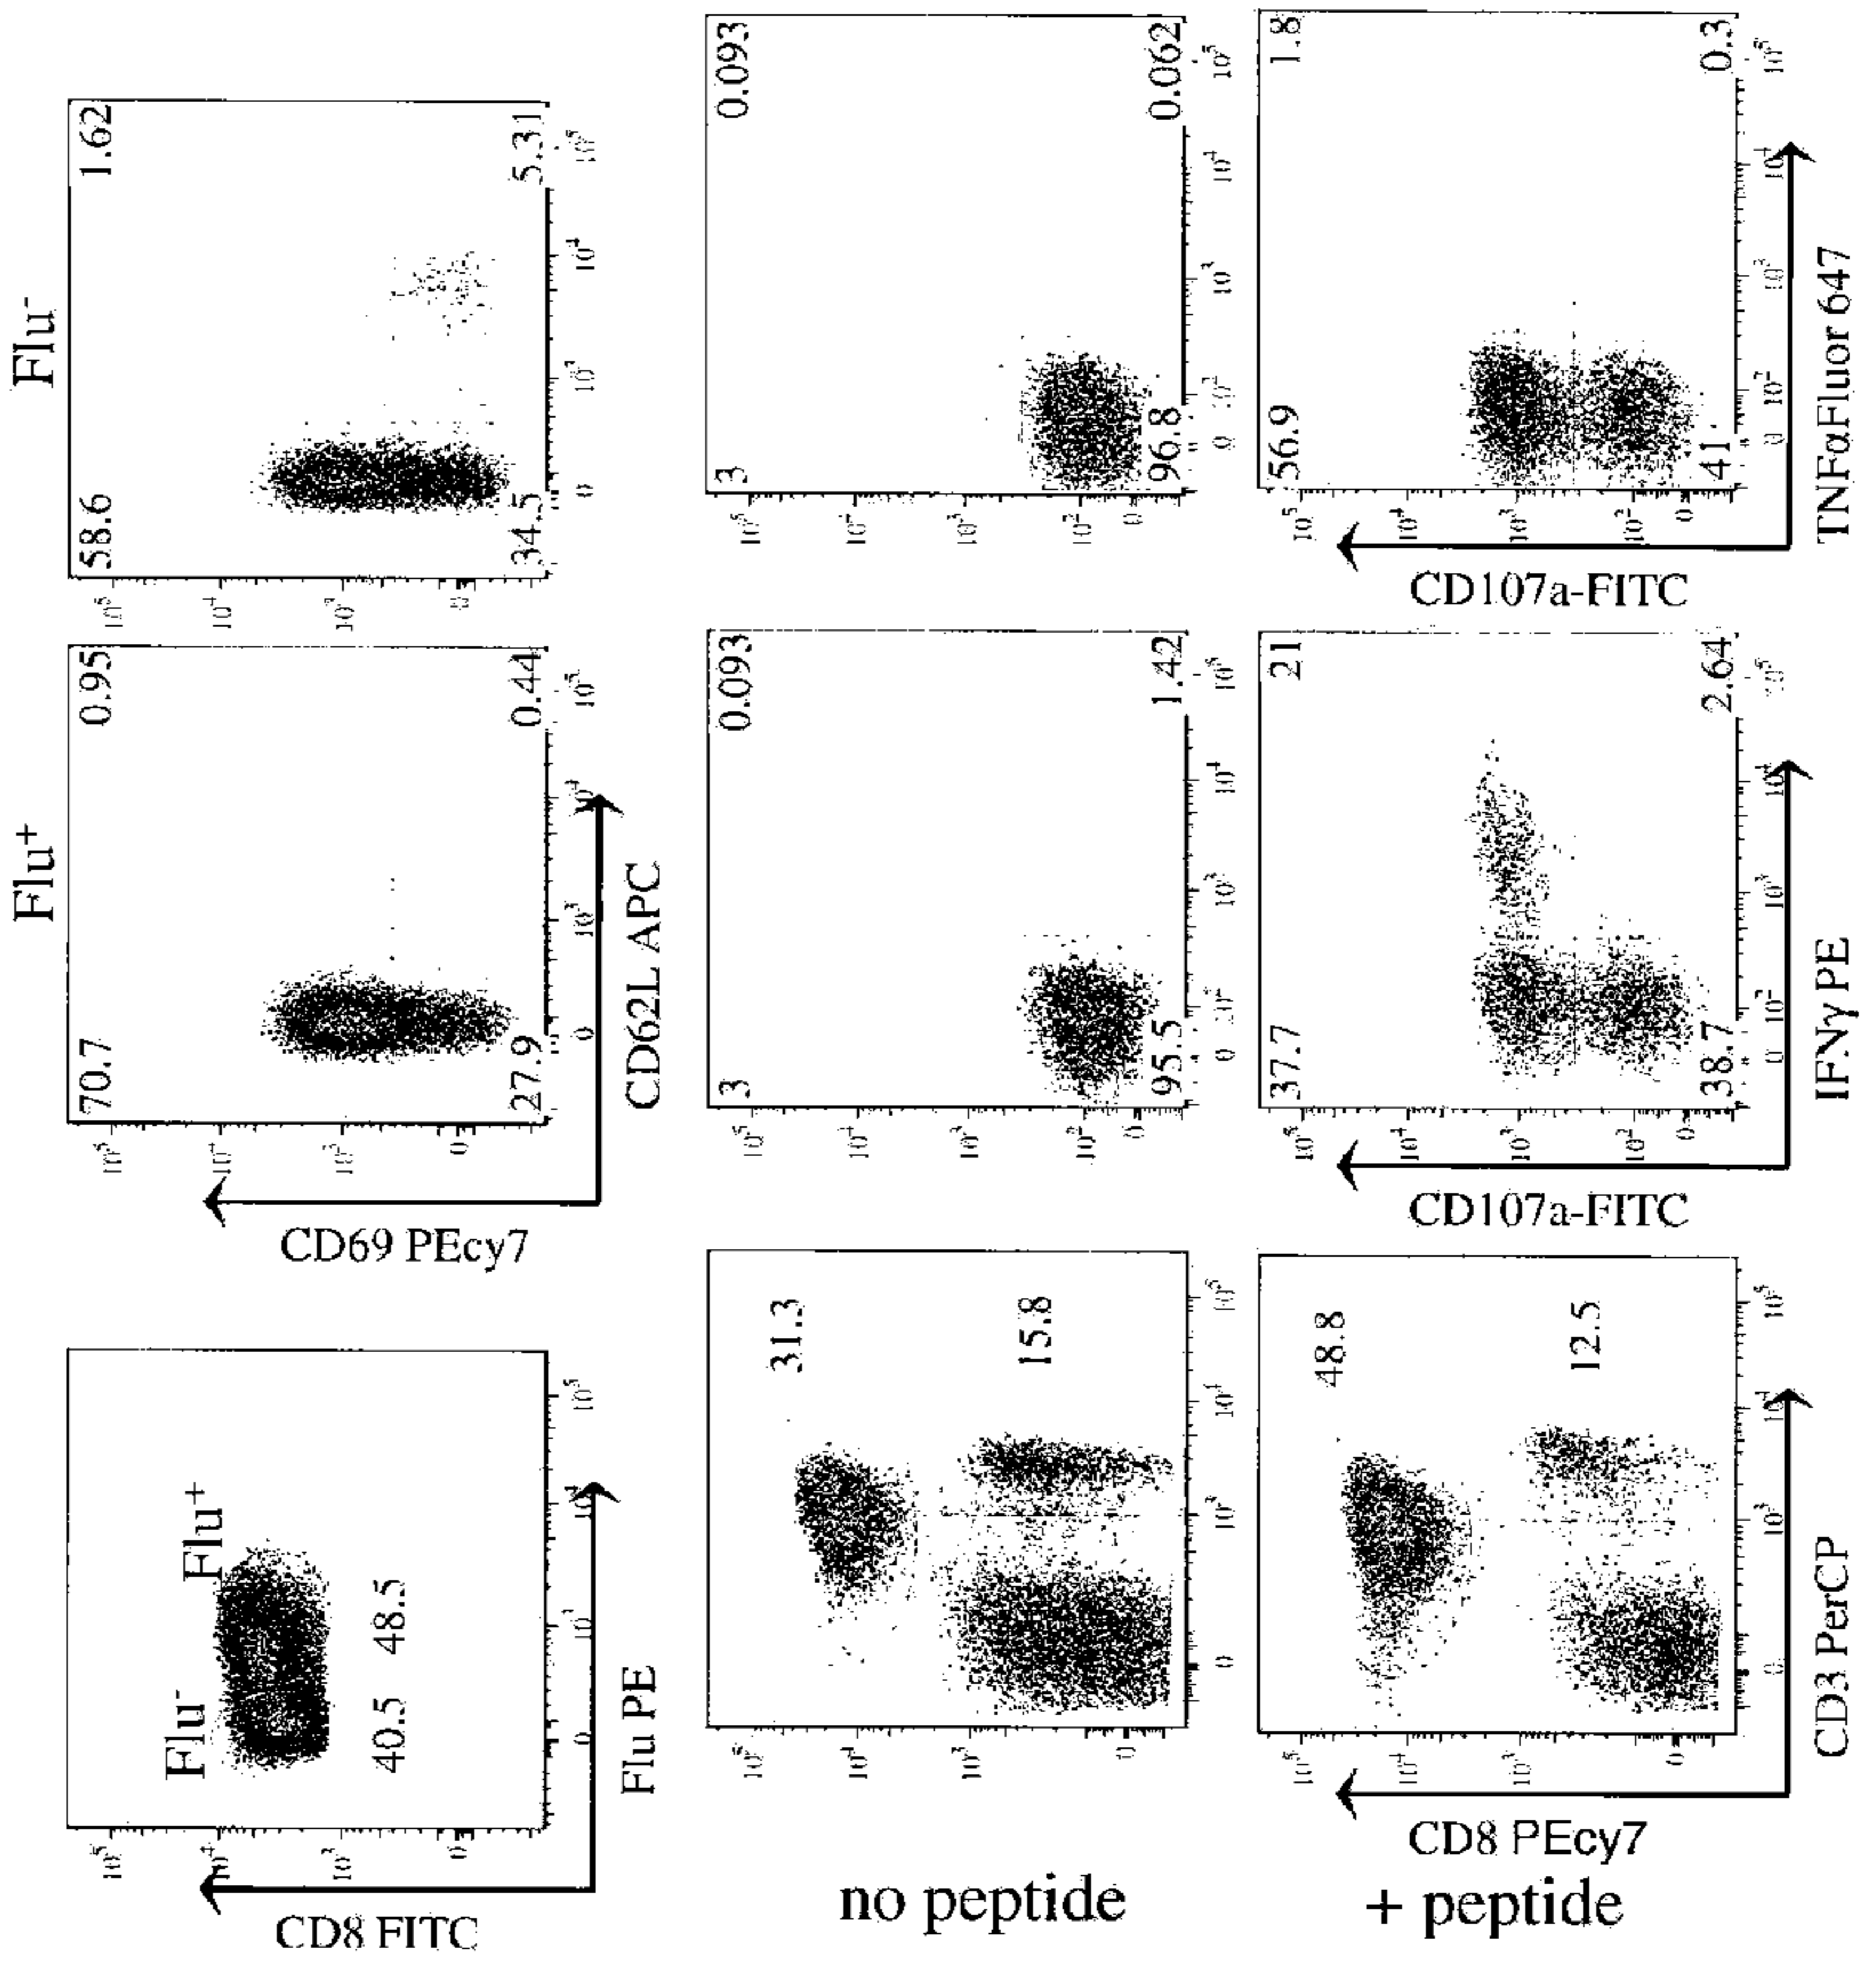 Flu⁺
Flu⁻
Flu⁻
Flu⁺
40.5
48.5
CD8 FITC
Flu PE
70.7
0.95
27.9
0.44
CD69 PEcy7
CD62L APC
58.6
1.62
34.5
5.31
no peptide
31.3
15.8
3
0.093
95.5
1.42
3
0.093
96.8
0.062
+ peptide
48.8
12.5
CD8 PEcy7
CD3 PerCP
37.7
21
38.7
2.64
CD107a-FITC
IFNγ PE
56.9
1.8
41
0.3
CD107a-FITC
TNFαFluor 647